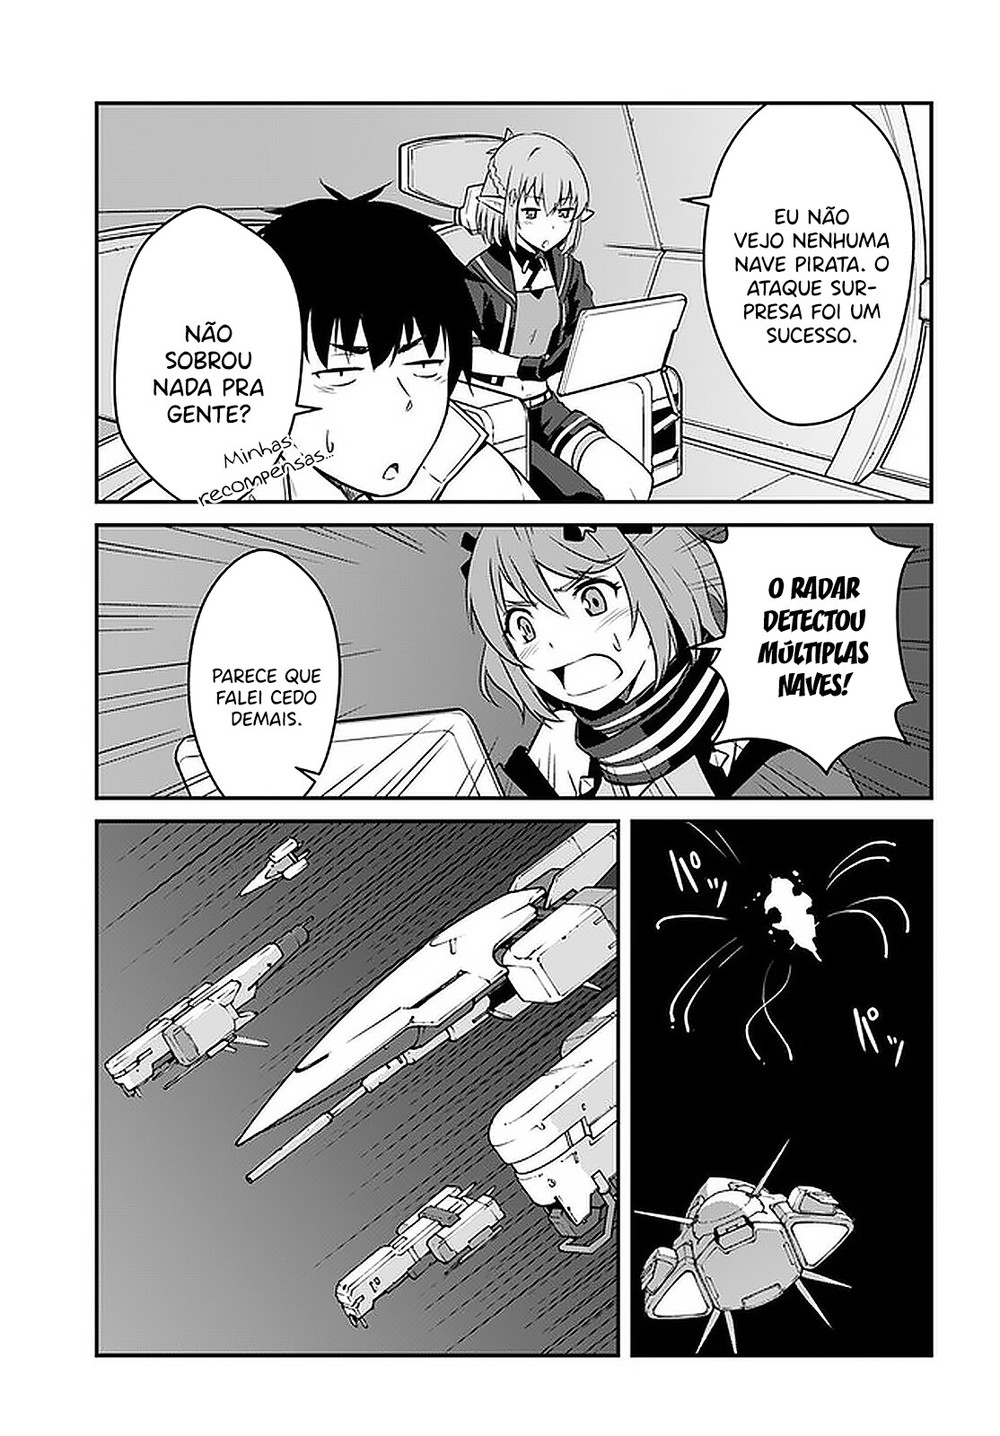 EU NÃO
VEJO NENHUMA
NAVE PIRATA. O
ATAQUE SUR-
PRESA FOI UM
SUCESSO.
NÃO
SOBROU
NADA PRA
GENTE?
Minhas
recompensas...
O RADAR
DETECTOU
MÚLTIPLAS
NAVES!
PARECE QUE
FALEI CEDO
DEMAIS.
パッ
パッ